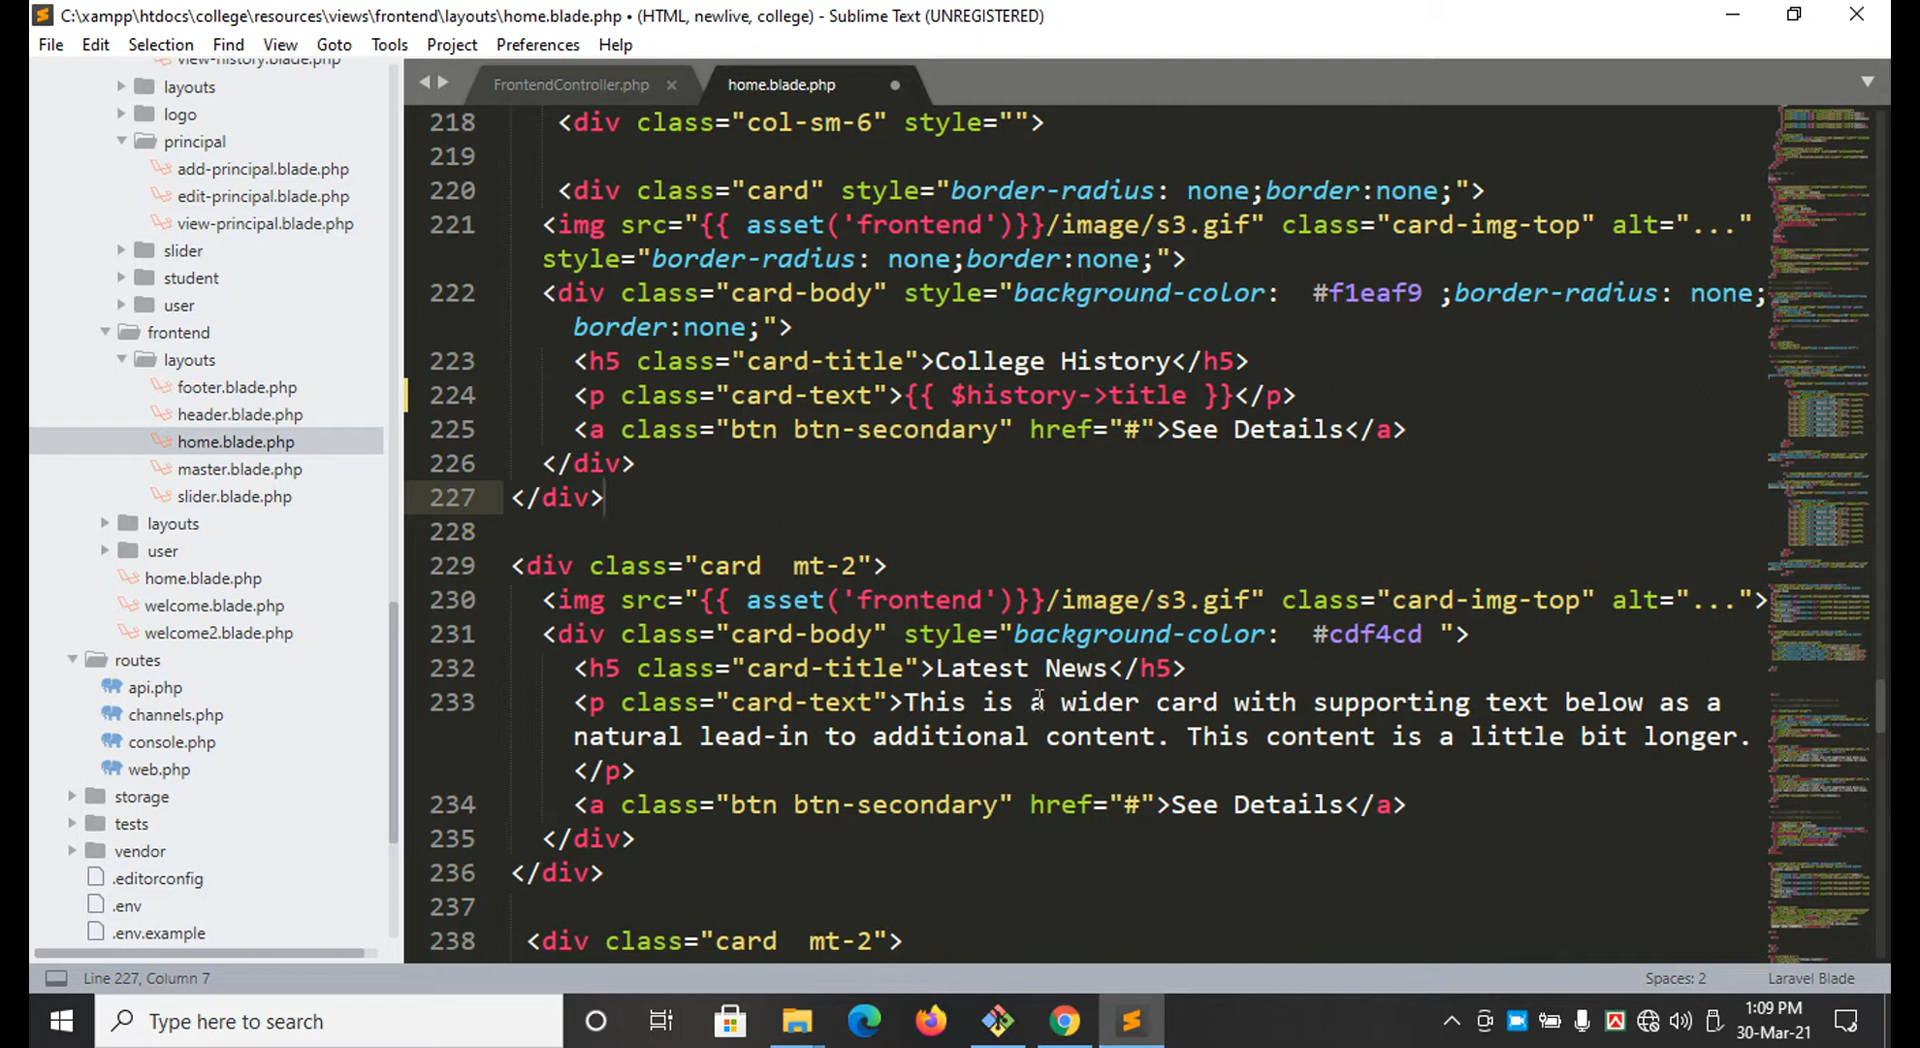 C:\xampp\htdocs\college\resources\views\frontend\layouts\home.blade.php • (HTML, newlive, college) - Sublime Text (UNREGISTERED)
File Edit Selection Find View Goto Tools Project Preferences Help
view-history.blade.php
layouts
logo
principal
add-principal.blade.php
edit-principal.blade.php
view-principal.blade.php
slider
student
user
frontend
layouts
footer.blade.php
header.blade.php
home.blade.php
master.blade.php
slider.blade.php
layouts
user
home.blade.php
welcome.blade.php
welcome2.blade.php
routes
api.php
channels.php
console.php
web.php
storage
tests
vendor
.editorconfig
.env
.env.example
FrontendController.php × home.blade.php
218 <div class="col-sm-6" style="">
219
220 <div class="card" style="border-radius: none;border:none;">
221 <img src="{{ asset('frontend')}}/image/s3.gif" class="card-img-top" alt="..."
style="border-radius: none;border:none;">
222 <div class="card-body" style="background-color:  #f1eaf9 ;border-radius: none;
border:none;">
223 <h5 class="card-title">College History</h5>
224 <p class="card-text">{{ $history->title }}</p>
225 <a class="btn btn-secondary" href="#">See Details</a>
226 </div>
227 </div>
228
229 <div class="card  mt-2">
230 <img src="{{ asset('frontend')}}/image/s3.gif" class="card-img-top" alt="...">
231 <div class="card-body" style="background-color:  #cdf4cd ">
232 <h5 class="card-title">Latest News</h5>
233 <p class="card-text">This is a wider card with supporting text below as a
natural lead-in to additional content. This content is a little bit longer.
</p>
234 <a class="btn btn-secondary" href="#">See Details</a>
235 </div>
236 </div>
237
238 <div class="card  mt-2">
Line 227, Column 7 Spaces: 2 Laravel Blade
Type here to search
1:09 PM
30-Mar-21